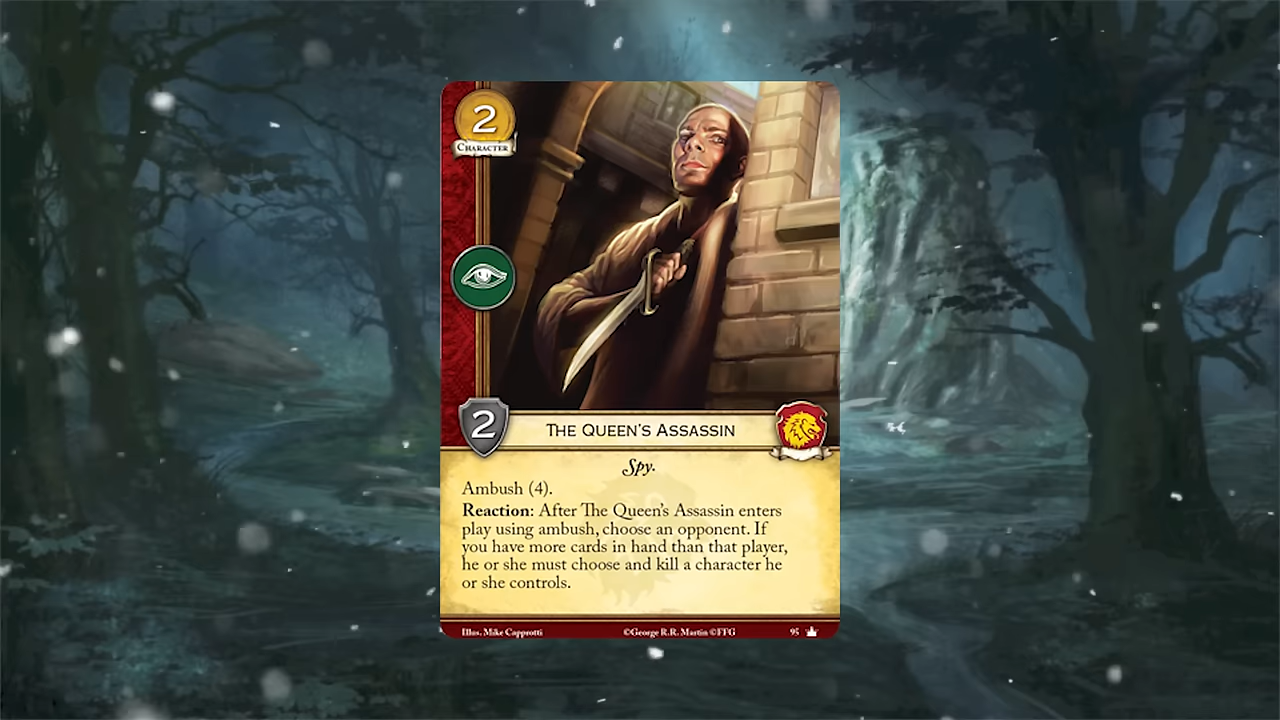 2
CHARACTER
2
THE QUEEN'S ASSASSIN
Spy.
Ambush (4).
Reaction: After The Queen's Assassin enters
play using ambush, choose an opponent. If
you have more cards in hand than that player,
he or she must choose and kill a character he
or she controls.
Illus. Mike Capprotti ©George R.R. Martin ©FFG 95